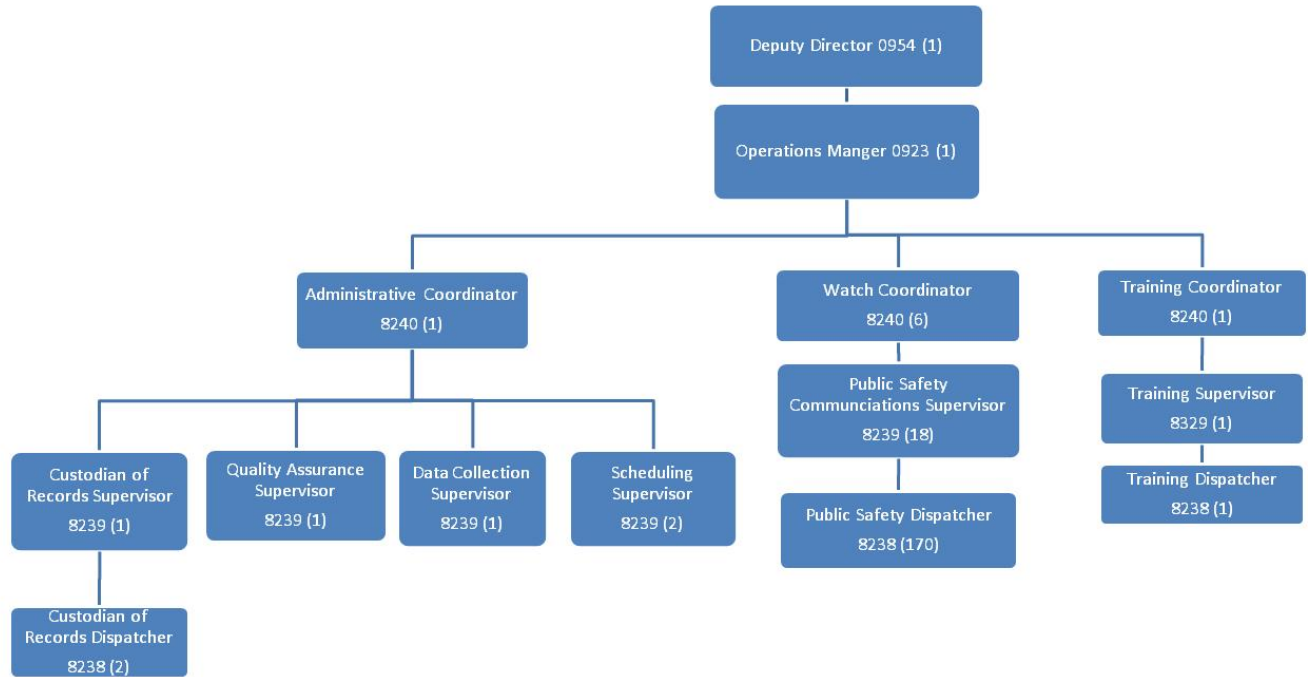 Deputy Director 0954 (1)
Operations Manger 0923 (1)
Administrative Coordinator
8240 (1)
Watch Coordinator
8240 (6)
Training Coordinator
8240 (1)
Public Safety
Communciations Supervisor
8239 (18)
Training Supervisor
8329 (1)
Custodian of
Records Supervisor
8239 (1)
Quality Assurance
Supervisor
8239 (1)
Data Collection
Supervisor
8239 (1)
Scheduling
Supervisor
8239 (2)
Public Safety Dispatcher
8238 (170)
Training Dispatcher
8238 (1)
Custodian of
Records Dispatcher
8238 (2)